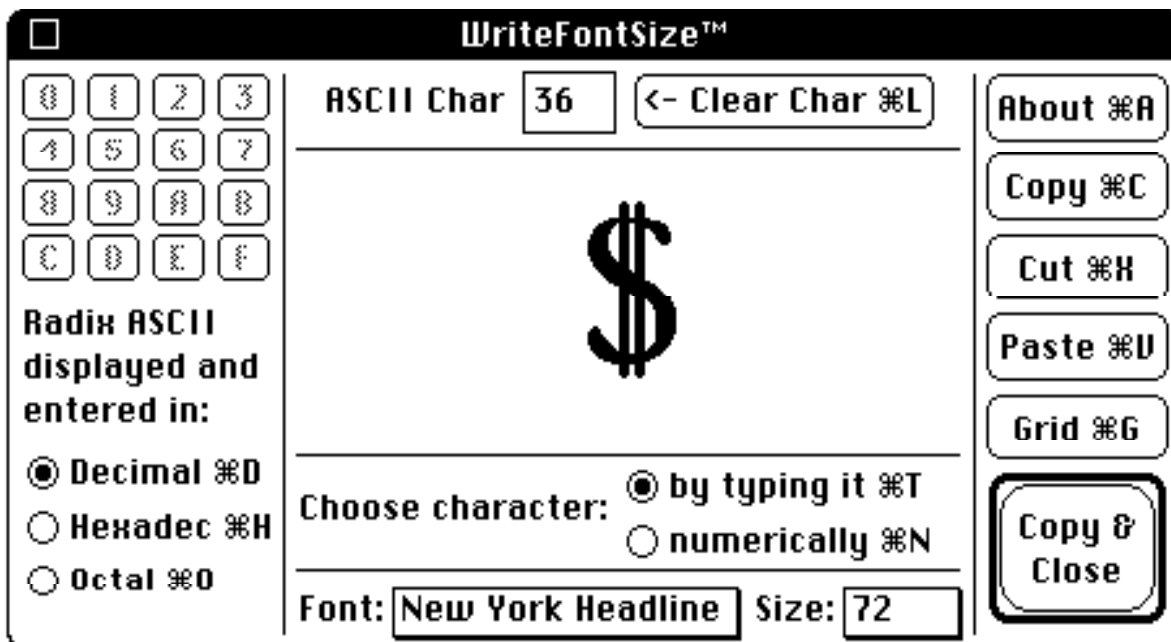 WriteFontSize™
0 1 2 3
4 5 6 7
8 9 A B
C D E F
Radix ASCII
displayed and
entered in:
Decimal ⌘D
Hexadec ⌘H
Octal ⌘O
ASCII Char 36 <- Clear Char ⌘L
$
Choose character:
by typing it ⌘T
numerically ⌘N
Font: New York Headline Size: 72
About ⌘A
Copy ⌘C
Cut ⌘X
Paste ⌘V
Grid ⌘G
Copy &
Close